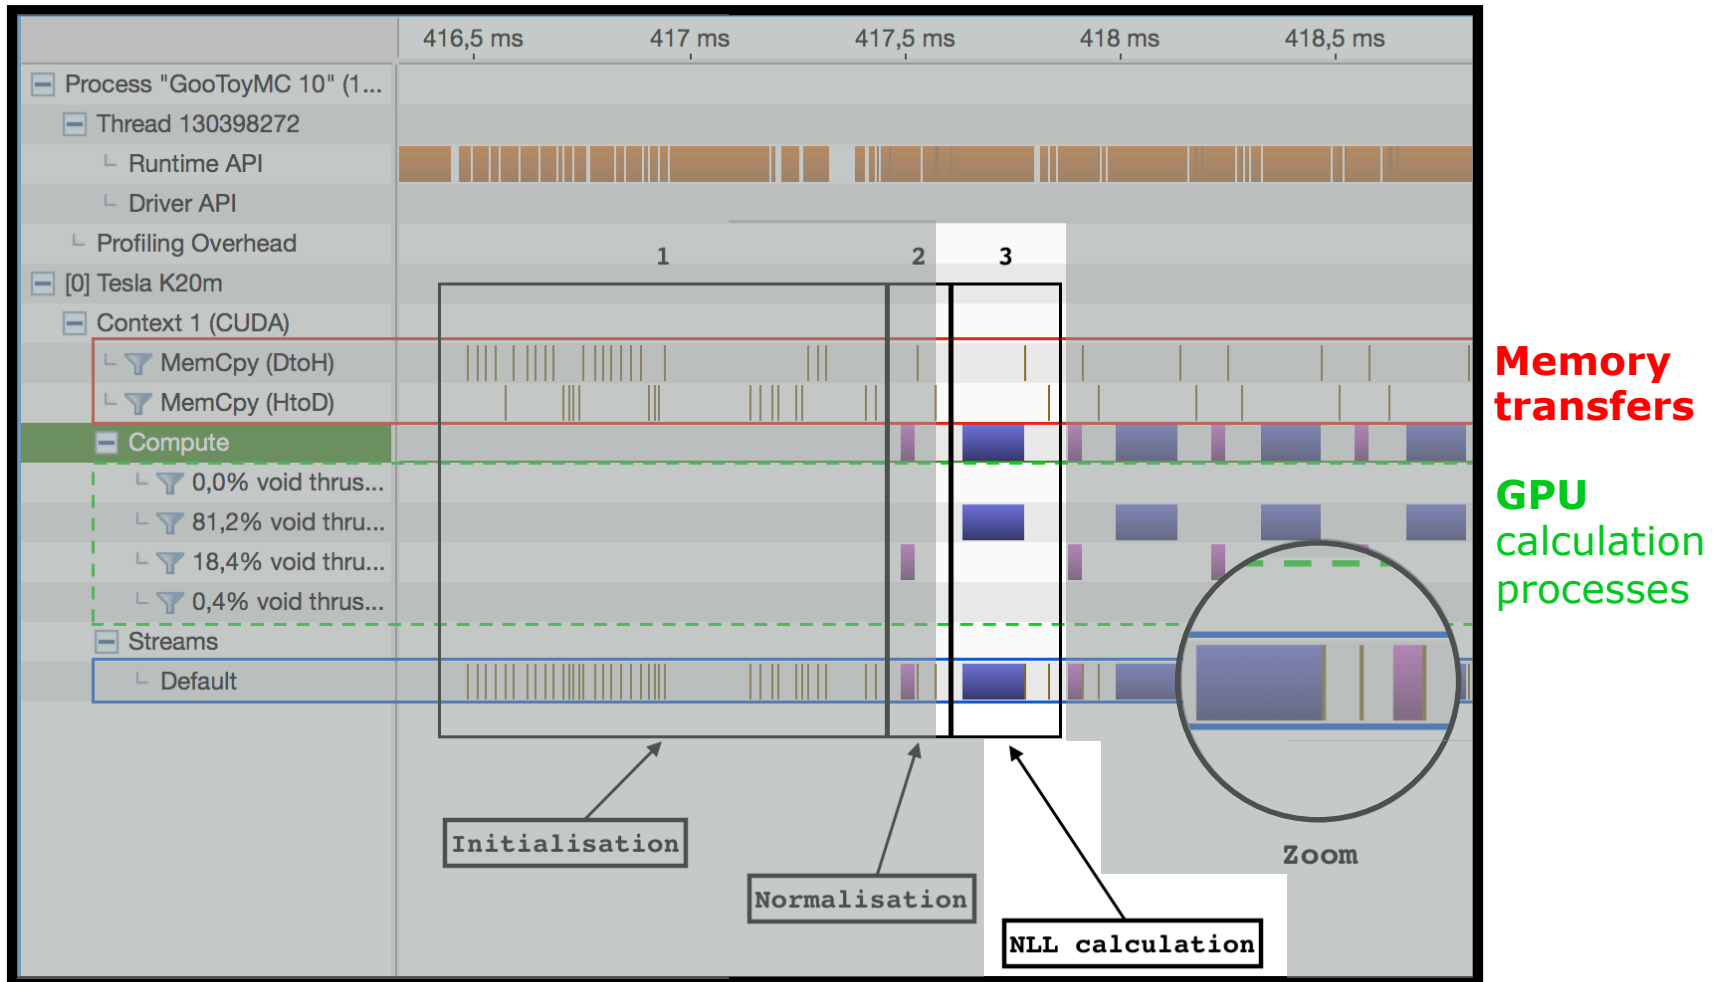 416,5 ms 417 ms 417,5 ms 418 ms 418,5 ms
Process "GooToyMC 10" (1...
Thread 130398272
Runtime API
Driver API
Profiling Overhead
1 2 3
[0] Tesla K20m
Context 1 (CUDA)
MemCpy (DtoH)
MemCpy (HtoD)
Compute
0,0% void thrus...
81,2% void thru...
18,4% void thru...
0,4% void thrus...
Streams
Default
Memory
transfers
GPU
calculation
processes
Initialisation
Normalisation
NLL calculation
Zoom